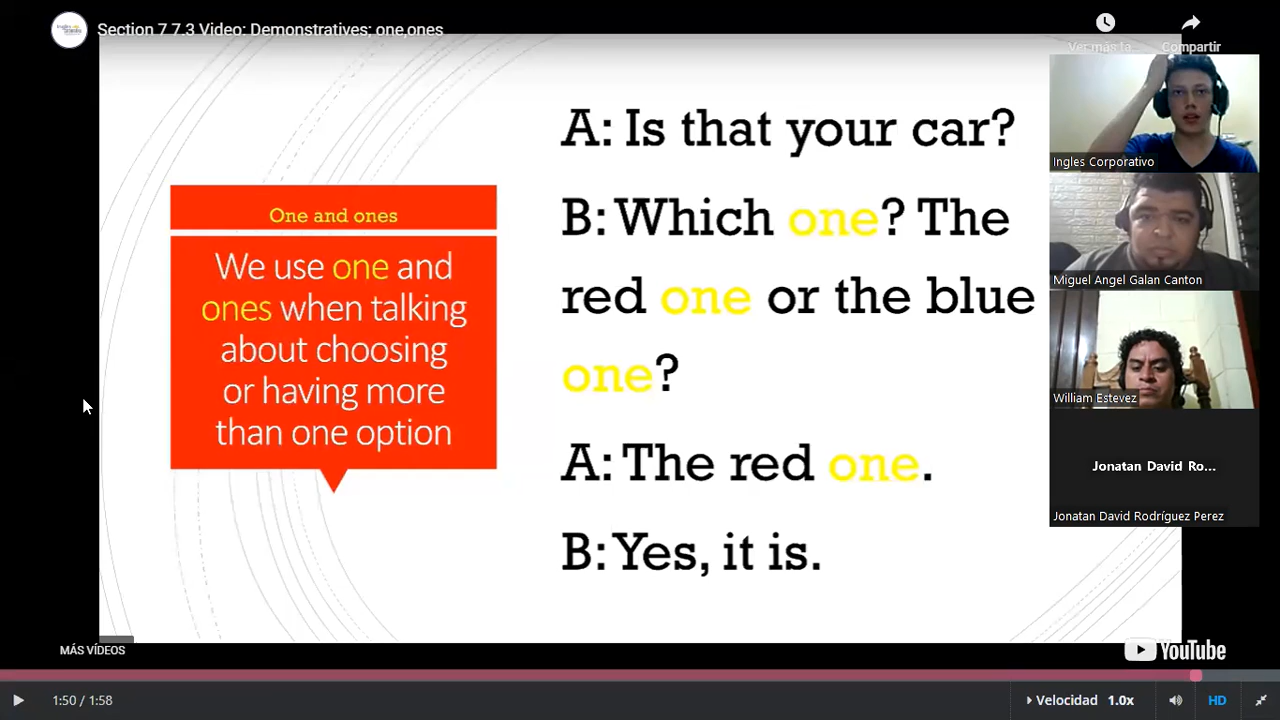 Section 7 7.3 Video: Demonstratives; one,ones
Ver más ta...
Compartir
One and ones
We use one and
ones when talking
about choosing
or having more
than one option
A: Is that your car?
B: Which one? The
red one or the blue
one?
A: The red one.
B: Yes, it is.
Ingles Corporativo
Miguel Angel Galan Canton
William Estevez
Jonatan David Ro...
Jonatan David Rodríguez Perez
MÁS VÍDEOS
YouTube
1:50 / 1:58
Velocidad 1.0x
HD